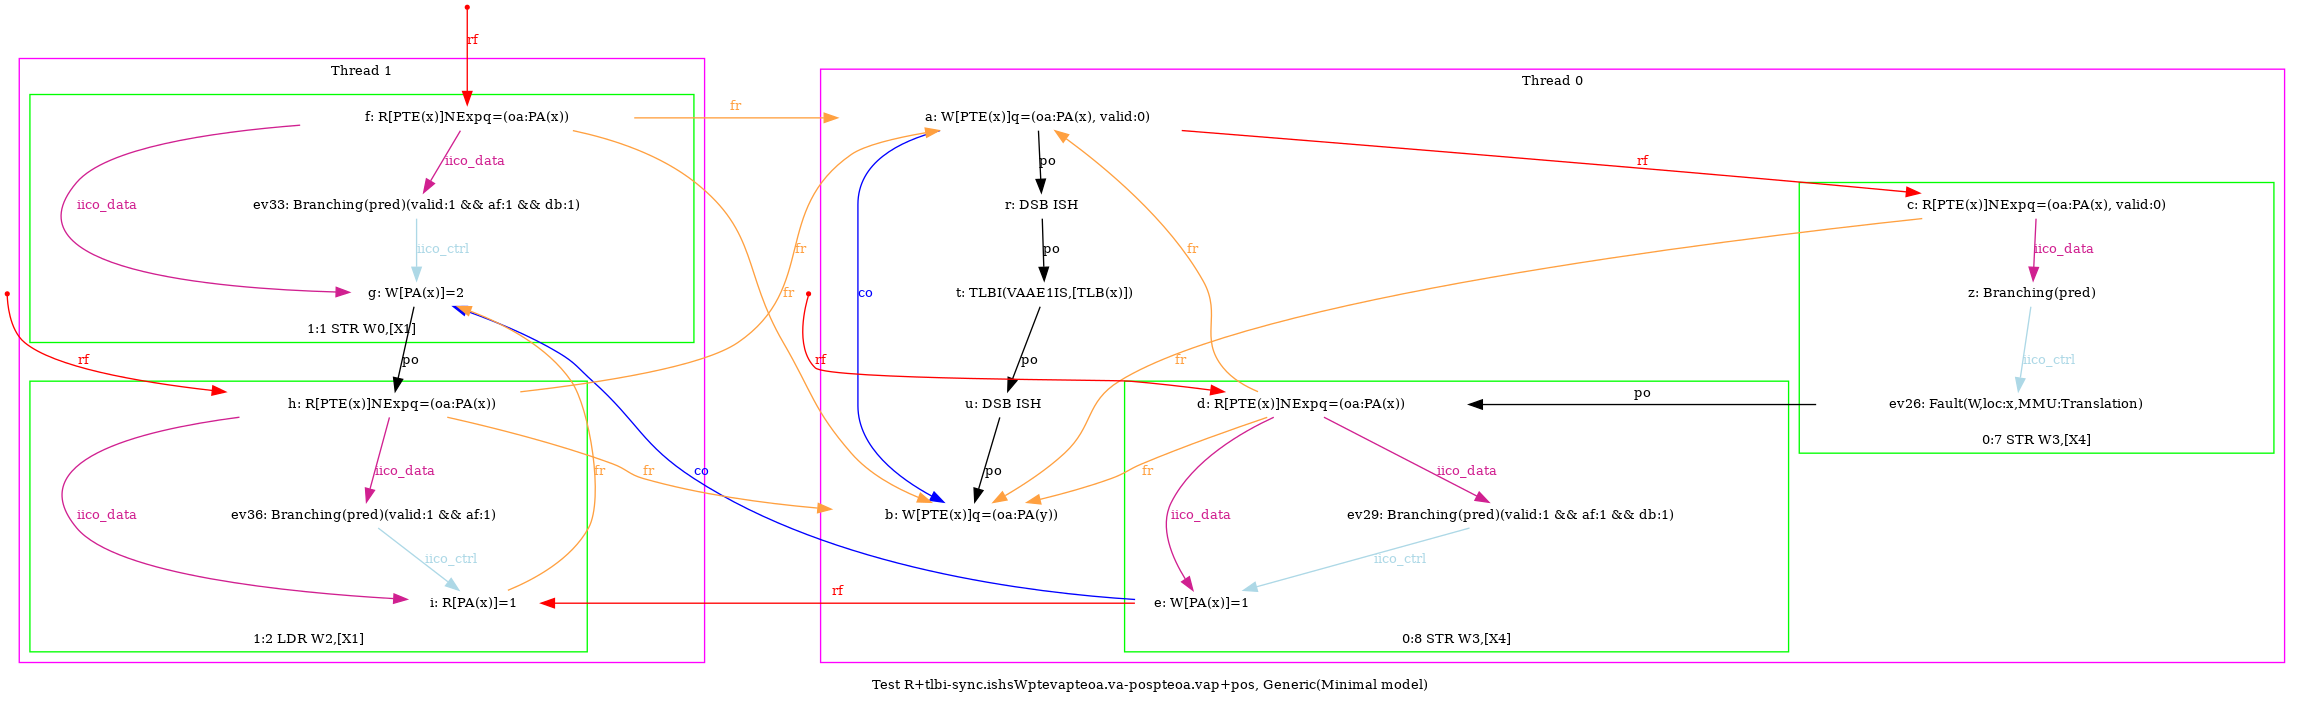 rf
Thread 1
Thread 0
f: R[PTE(x)]NExpq=(oa:PA(x))
fr
a: W[PTE(x)]q=(oa:PA(x), valid:0)
iico_data
po
rf
iico_data
ev33: Branching(pred)(valid:1 && af:1 && db:1)
r: DSB ISH
c: R[PTE(x)]NExpq=(oa:PA(x), valid:0)
iico_ctrl
fr
po
fr
iico_data
g: W[PA(x)]=2
fr
co
t: TLBI(VAAE1IS,[TLB(x)])
z: Branching(pred)
1:1 STR W0,[X1]
rf
po
rf
po
fr
iico_ctrl
h: R[PTE(x)]NExpq=(oa:PA(x))
u: DSB ISH
d: R[PTE(x)]NExpq=(oa:PA(x))
po
ev26: Fault(W,loc:x,MMU:Translation)
0:7 STR W3,[X4]
iico_data
fr
fr
co
po
fr
iico_data
iico_data
ev36: Branching(pred)(valid:1 && af:1)
b: W[PTE(x)]q=(oa:PA(y))
iico_data
ev29: Branching(pred)(valid:1 && af:1 && db:1)
iico_ctrl
iico_ctrl
i: R[PA(x)]=1
rf
e: W[PA(x)]=1
1:2 LDR W2,[X1]
0:8 STR W3,[X4]
Test R+tlbi-sync.ishsWptevapteoa.va-pospteoa.vap+pos, Generic(Minimal model)